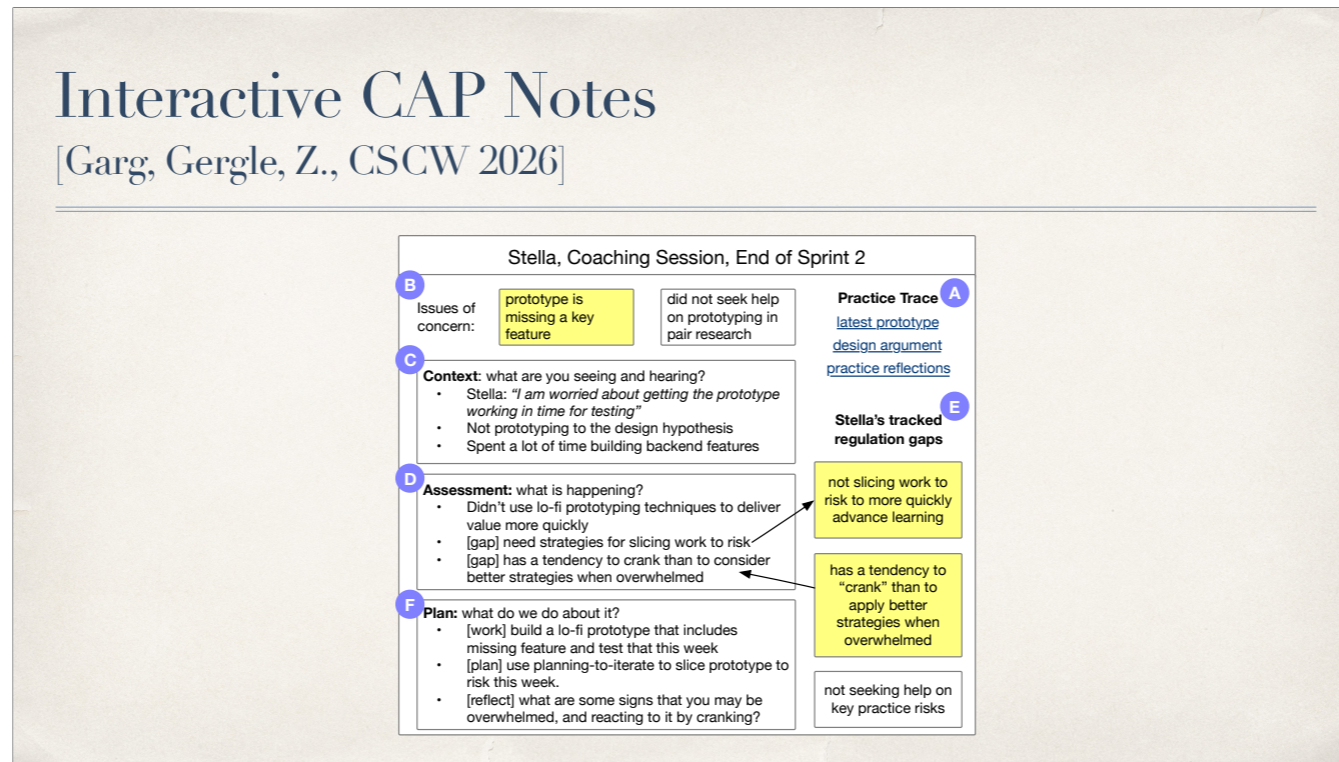 Interactive CAP Notes
[Garg, Gergle, Z., CSCW 2026]
Stella, Coaching Session, End of Sprint 2
B
Issues of
concern:
prototype is
missing a key
feature
did not seek help
on prototyping in
pair research
A
Practice Trace
latest prototype
design argument
practice reflections
C
Context: what are you seeing and hearing?
• Stella: “I am worried about getting the prototype
working in time for testing”
• Not prototyping to the design hypothesis
• Spent a lot of time building backend features
D
Assessment: what is happening?
• Didn’t use lo-fi prototyping techniques to deliver
value more quickly
• [gap] need strategies for slicing work to risk
• [gap] has a tendency to crank than to consider
better strategies when overwhelmed
F
Plan: what do we do about it?
• [work] build a lo-fi prototype that includes
missing feature and test that this week
• [plan] use planning-to-iterate to slice prototype to
risk this week.
• [reflect] what are some signs that you may be
overwhelmed, and reacting to it by cranking?
E
Stella’s tracked
regulation gaps
not slicing work to
risk to more quickly
advance learning
has a tendency to
“crank” than to
apply better
strategies when
overwhelmed
not seeking help on
key practice risks